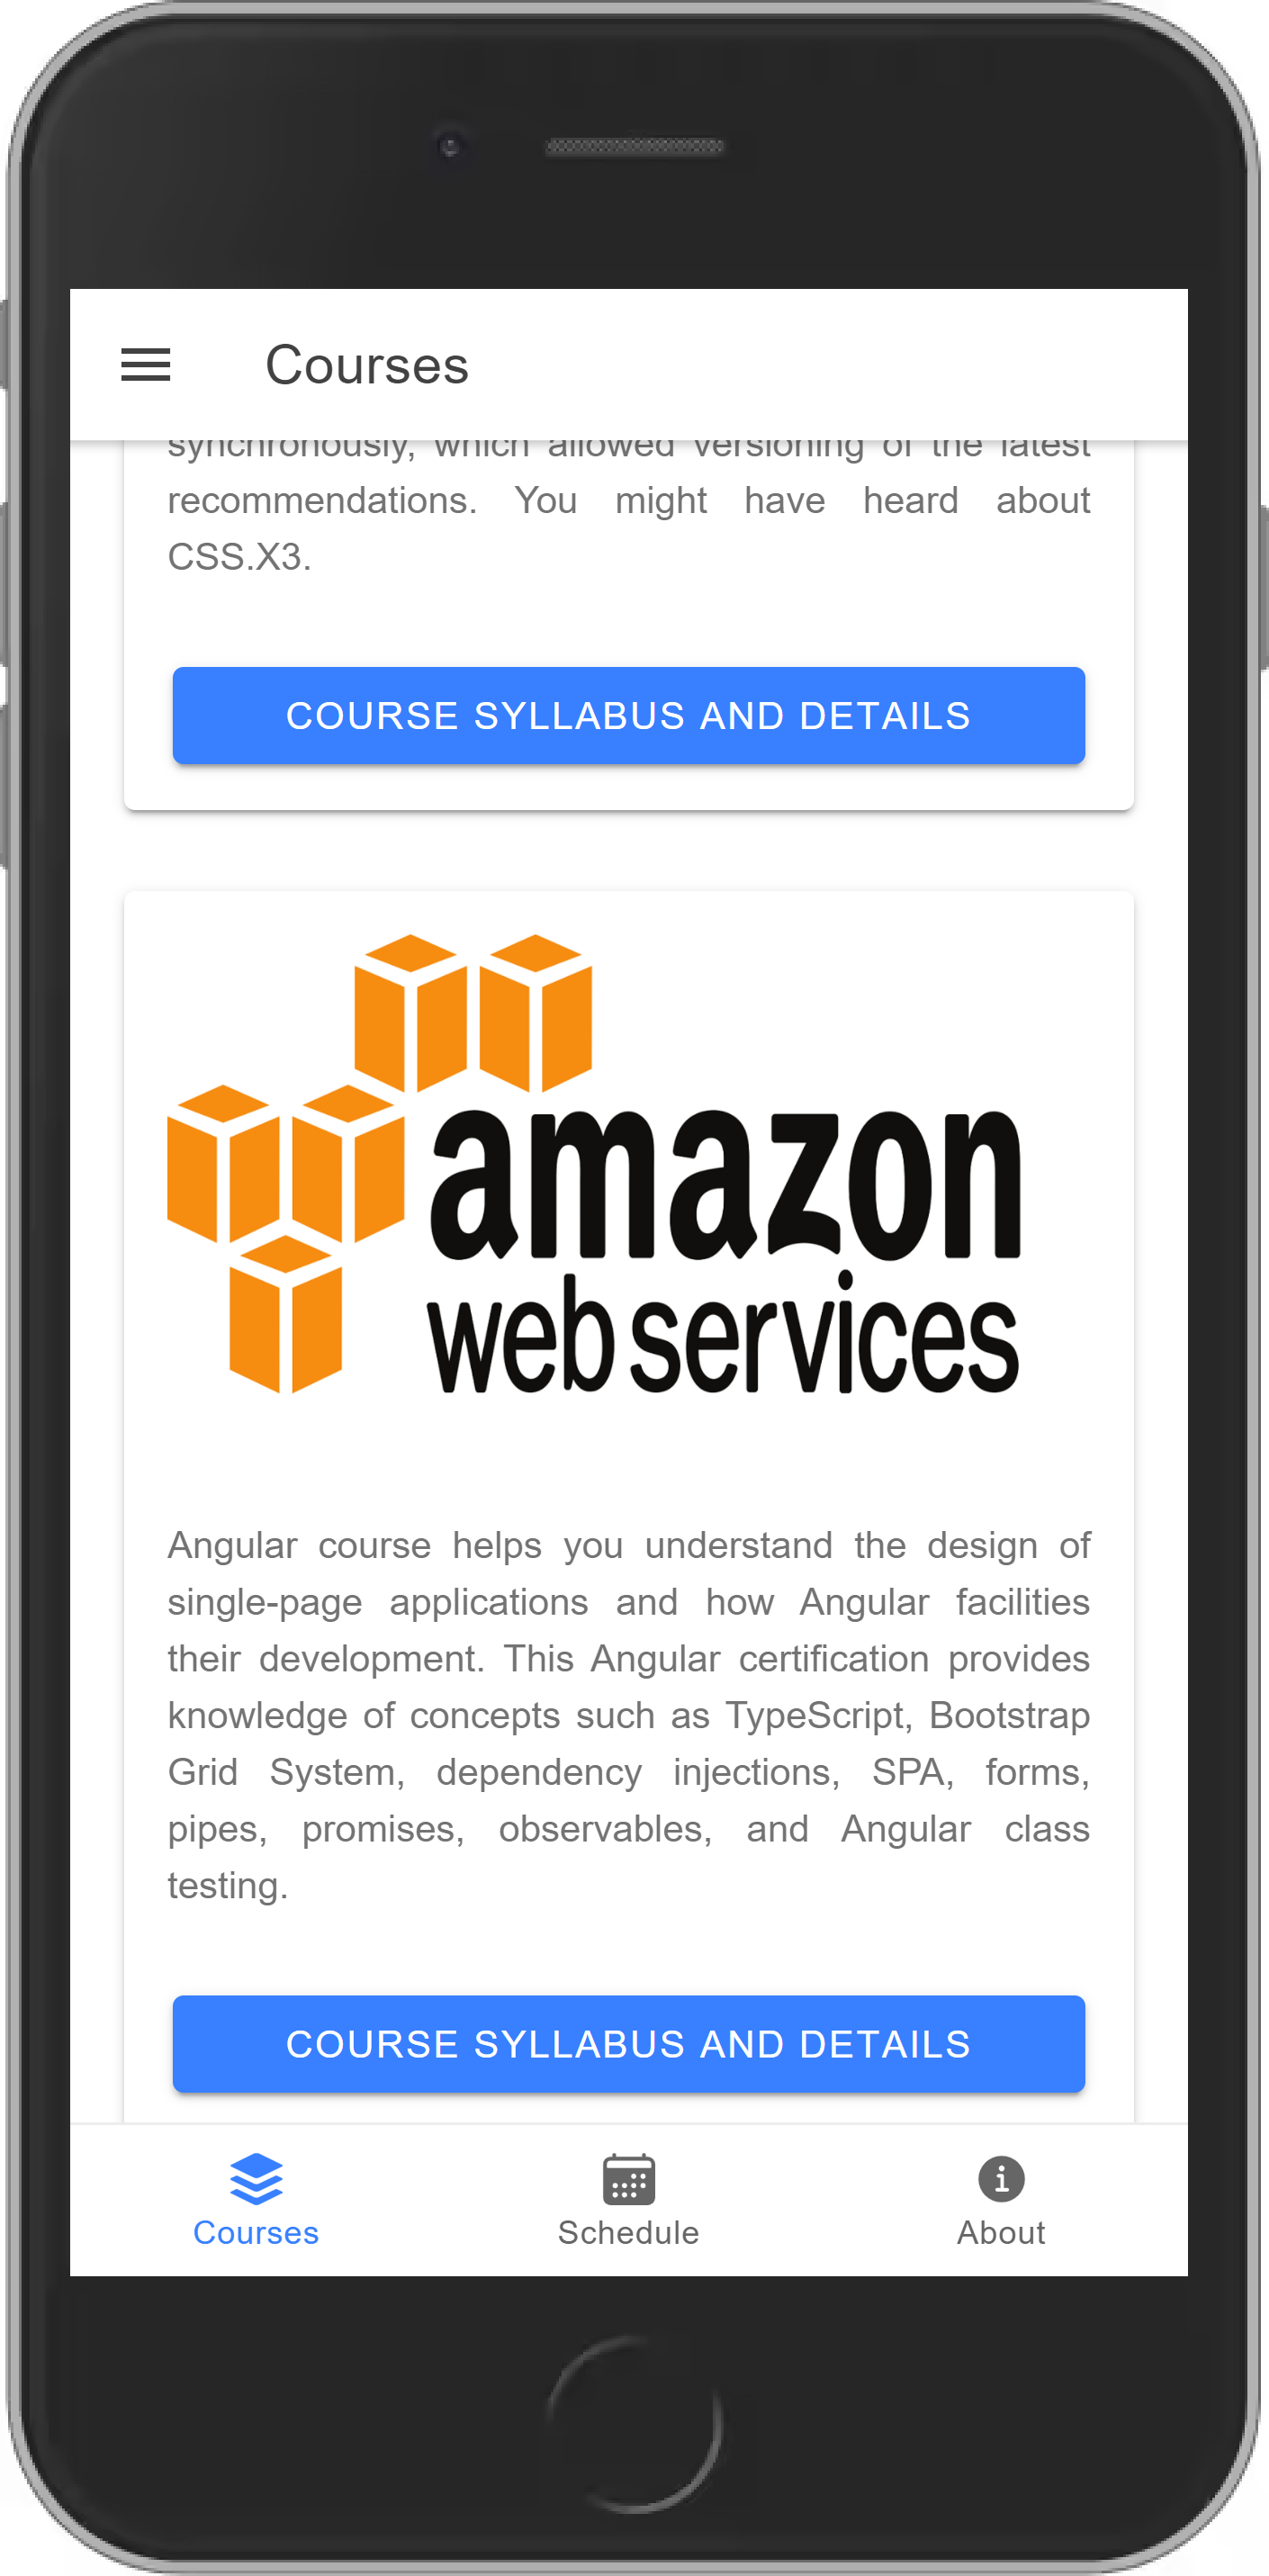 Courses
synchronously, which allowed versioning of the latest
recommendations. You might have heard about
CSS.X3.
COURSE SYLLABUS AND DETAILS
amazon
web services
Angular course helps you understand the design of
single-page applications and how Angular facilities
their development. This Angular certification provides
knowledge of concepts such as TypeScript, Bootstrap
Grid System, dependency injections, SPA, forms,
pipes, promises, observables, and Angular class
testing.
COURSE SYLLABUS AND DETAILS
Courses
Schedule
About